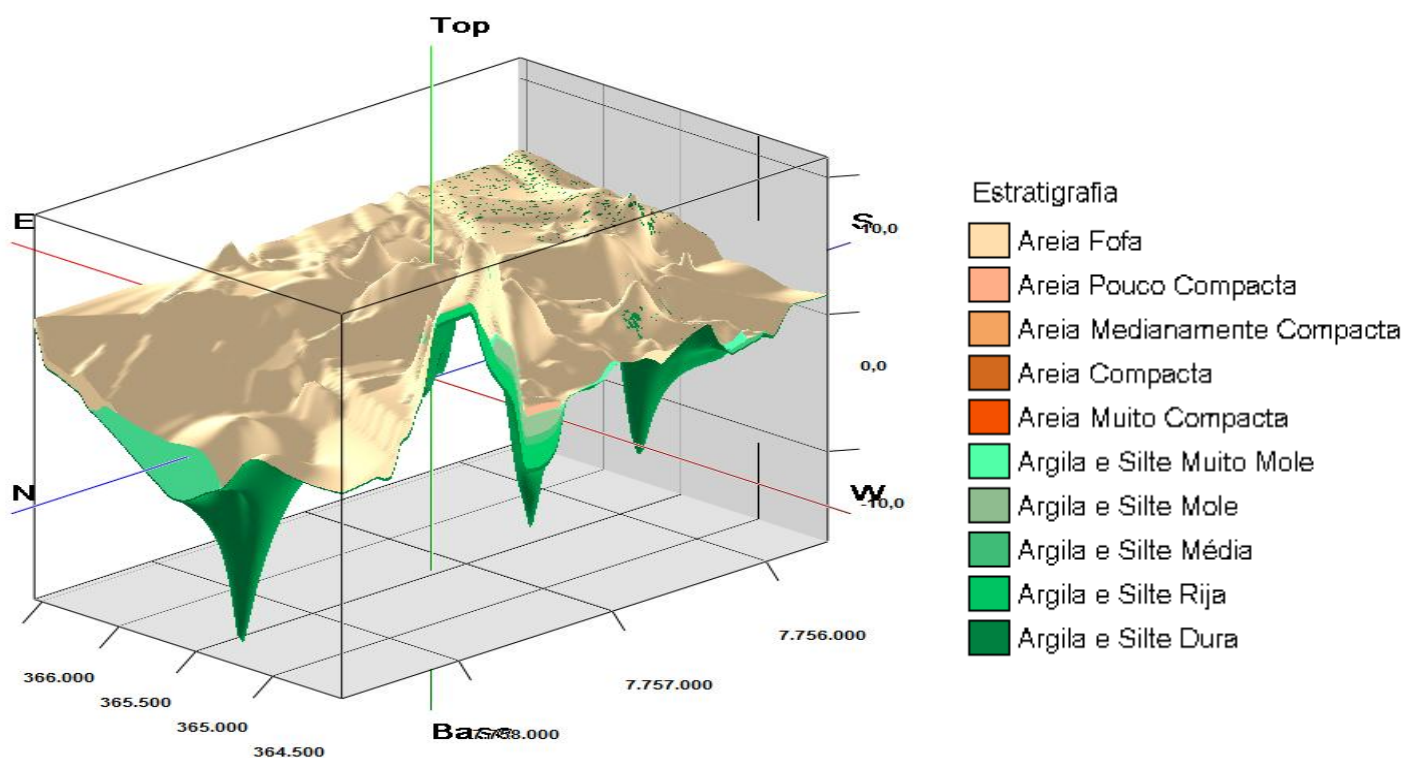 Top
E
S
10,0
0,0
N
W
-10,0
366.000
365.500
365.000
364.500
Base
7.757.000
7.756.000
Estratigrafia
Areia Fofa
Areia Pouco Compacta
Areia Medianamente Compacta
Areia Compacta
Areia Muito Compacta
Argila e Silte Muito Mole
Argila e Silte Mole
Argila e Silte Média
Argila e Silte Rija
Argila e Silte Dura